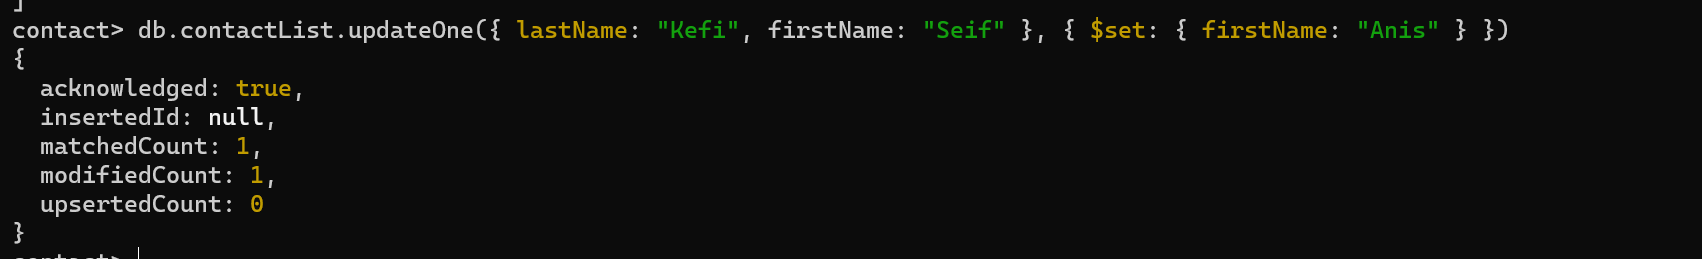 ]
contact> db.contactList.updateOne({ lastName: "Kefi", firstName: "Seif" }, { $set: { firstName: "Anis" } })
{
  acknowledged: true,
  insertedId: null,
  matchedCount: 1,
  modifiedCount: 1,
  upsertedCount: 0
}
contact>